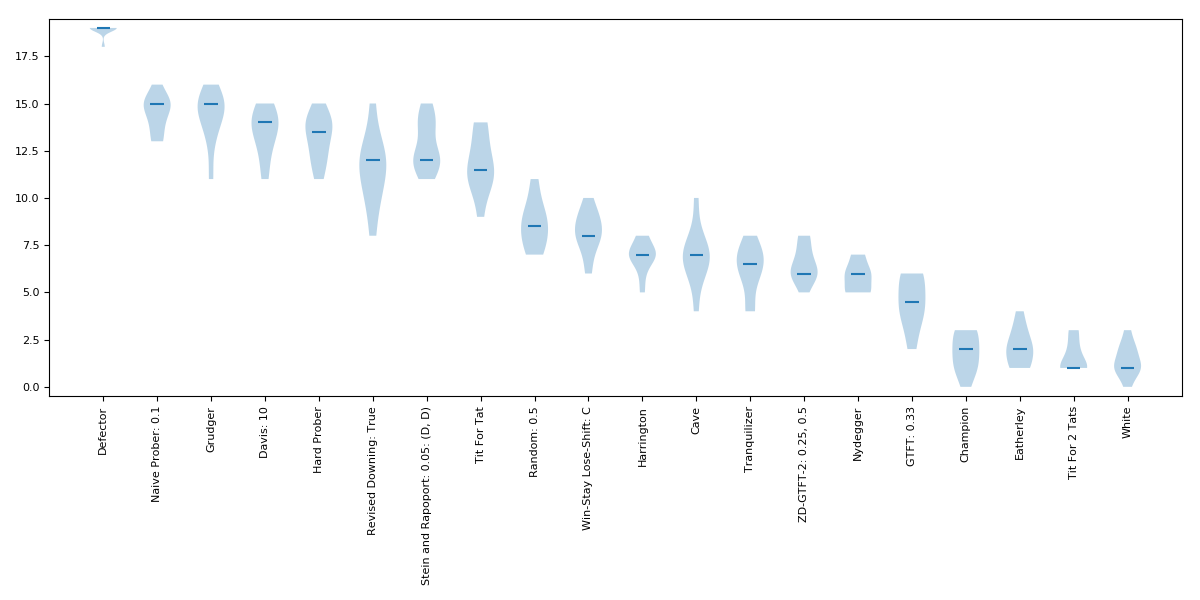 17.5
15.0
12.5
10.0
7.5
5.0
2.5
0.0
Defector
Naive Prober: 0.1
Grudger
Davis: 10
Hard Prober
Revised Downing: True
Stein and Rapoport: 0.05: (D, D)
Tit For Tat
Random: 0.5
Win-Stay Lose-Shift: C
Harrington
Cave
Tranquilizer
ZD-GTFT-2: 0.25, 0.5
Nydegger
GTFT: 0.33
Champion
Eatherley
Tit For 2 Tats
White